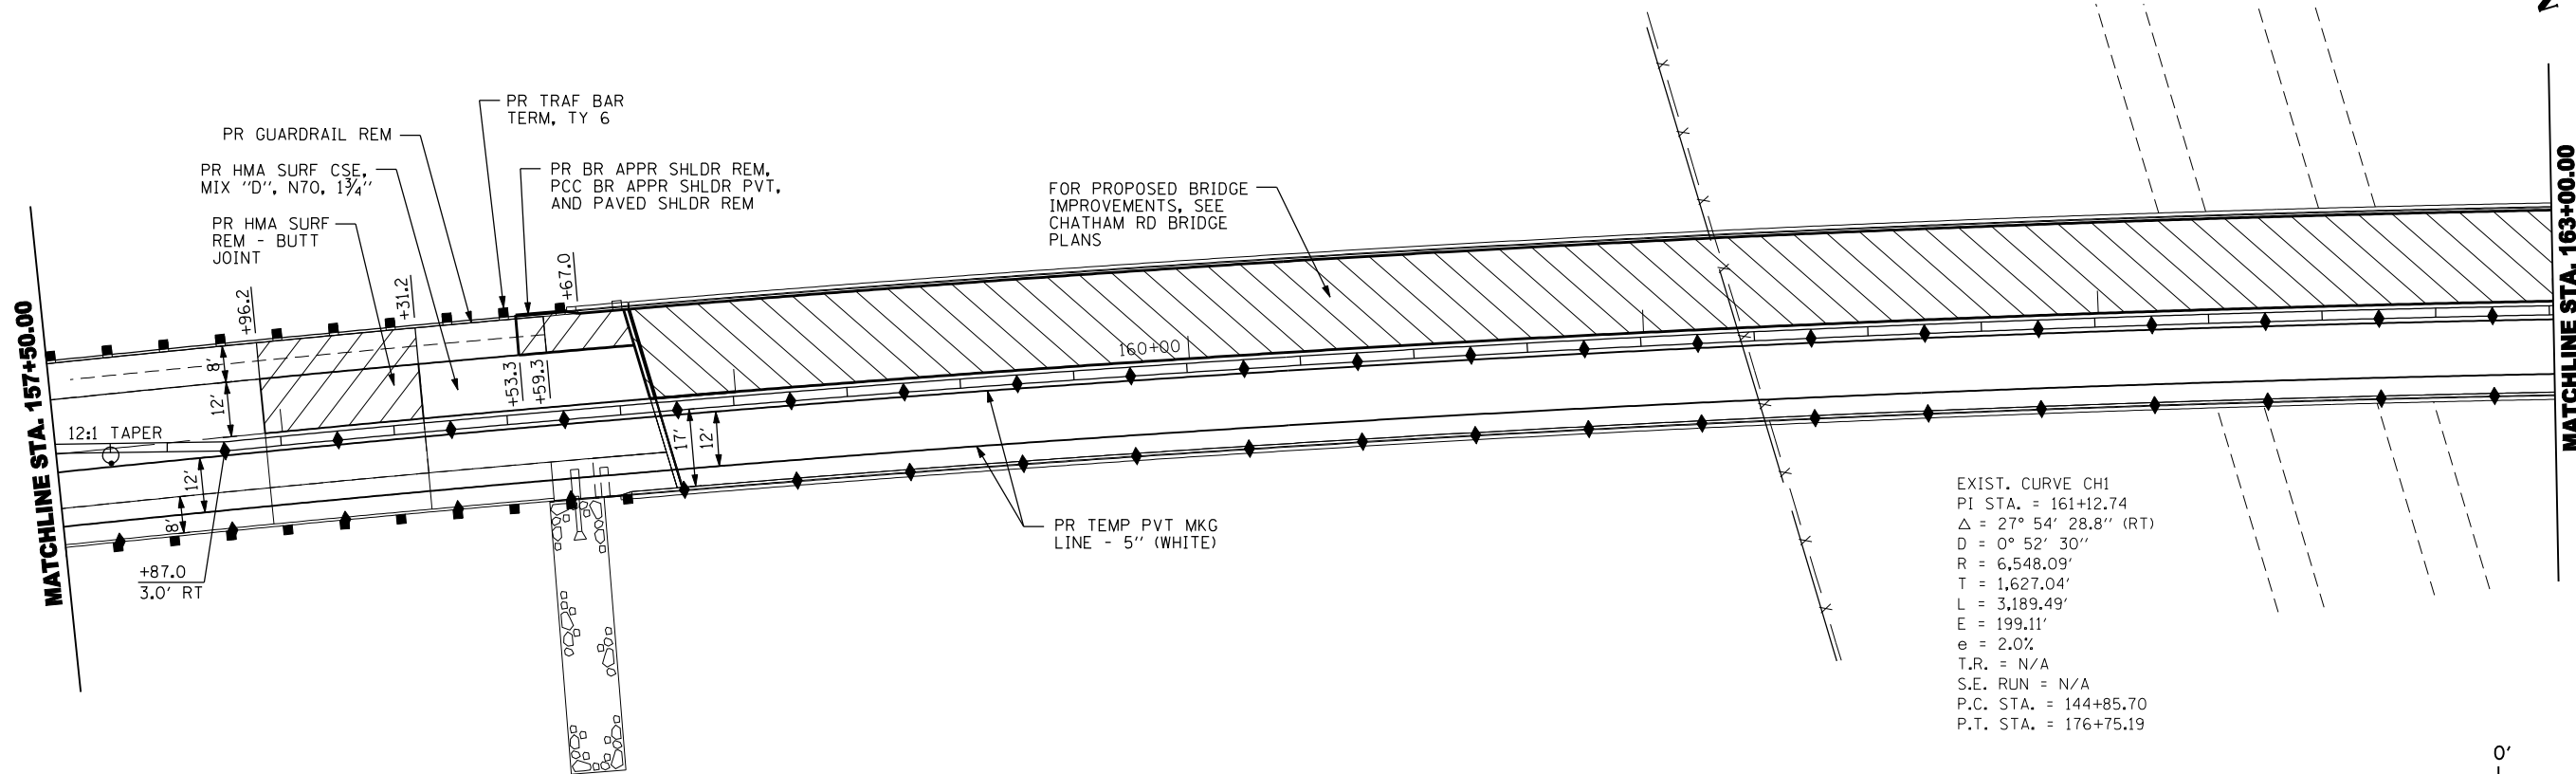 PR TRAF BAR
TERM, TY 6
PR GUARDRAIL REM
PR HMA SURF CSE,
MIX "D", N70, 1¾"
PR BR APPR SHLDR REM,
PCC BR APPR SHLDR PVT,
AND PAVED SHLDR REM
PR HMA SURF
REM - BUTT
JOINT
FOR PROPOSED BRIDGE
IMPROVEMENTS, SEE
CHATHAM RD BRIDGE
PLANS
MATCHLINE STA. 157+50.00
MATCHLINE STA. 163+00.00
+96.2
+31.2
+67.0
+53.3
+59.3
8'
12'
12:1 TAPER
12'
8'
17'
12'
160+00
+87.0
3.0' RT
PR TEMP PVT MKG
LINE - 5" (WHITE)
EXIST. CURVE CH1
PI STA. = 161+12.74
Δ = 27° 54' 28.8" (RT)
D = 0° 52' 30"
R = 6,548.09'
T = 1,627.04'
L = 3,189.49'
E = 199.11'
e = 2.0%
T.R. = N/A
S.E. RUN = N/A
P.C. STA. = 144+85.70
P.T. STA. = 176+75.19
0'